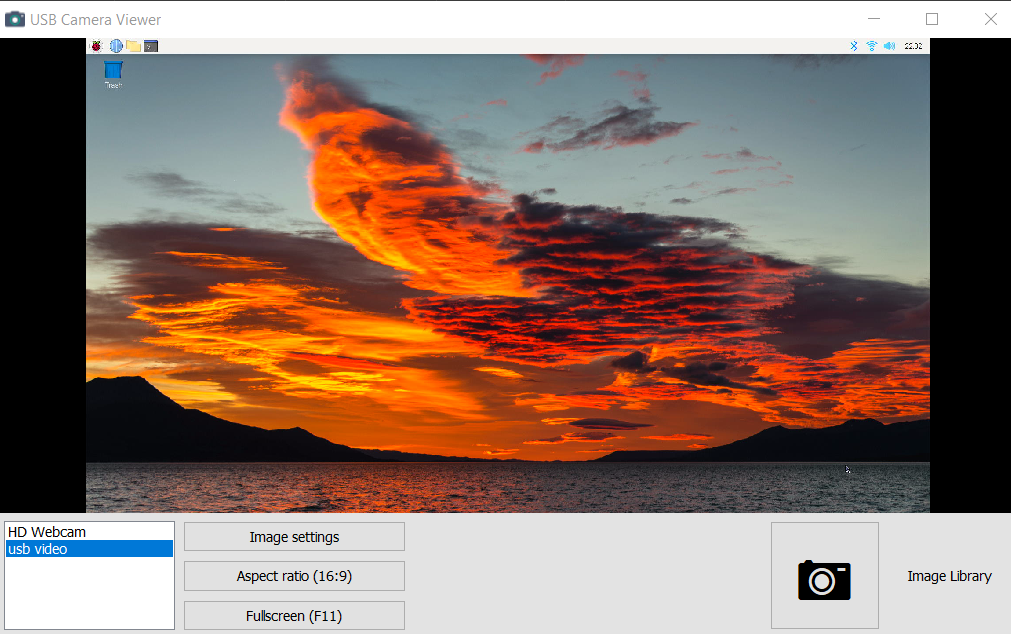 USB Camera Viewer
22:02
Trash
HD Webcam
usb video
Image settings
Aspect ratio (16:9)
Fullscreen (F11)
Image Library